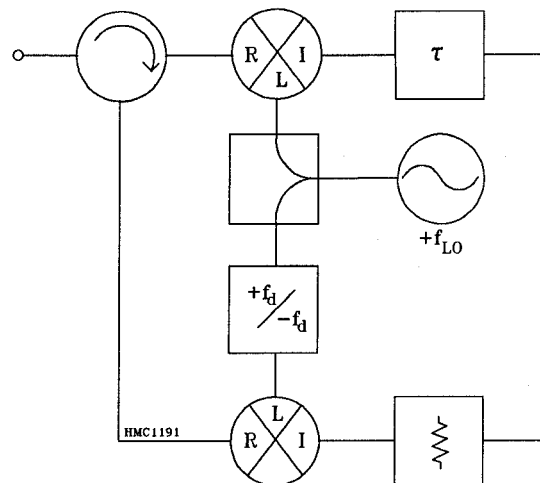 R I
L
τ
+f_LO
+f_d
-f_d
L
R I
HMC1191